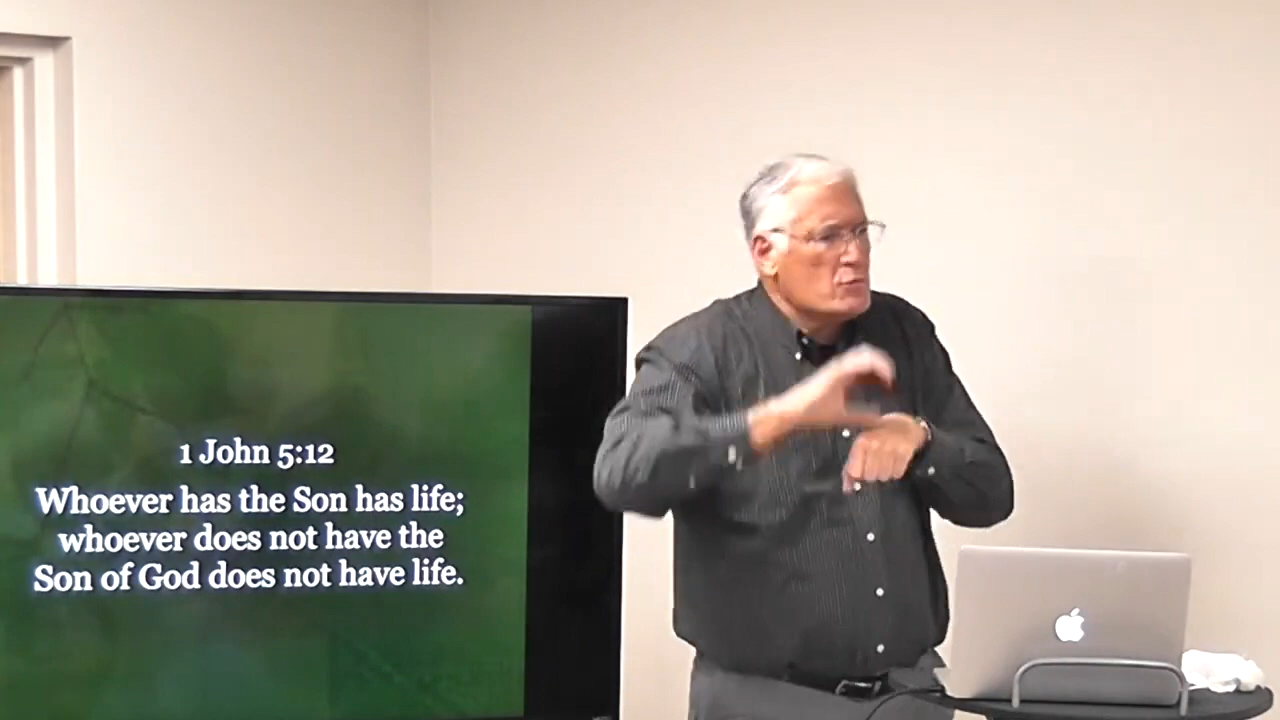 1 John 5:12
Whoever has the Son has life;
whoever does not have the
Son of God does not have life.